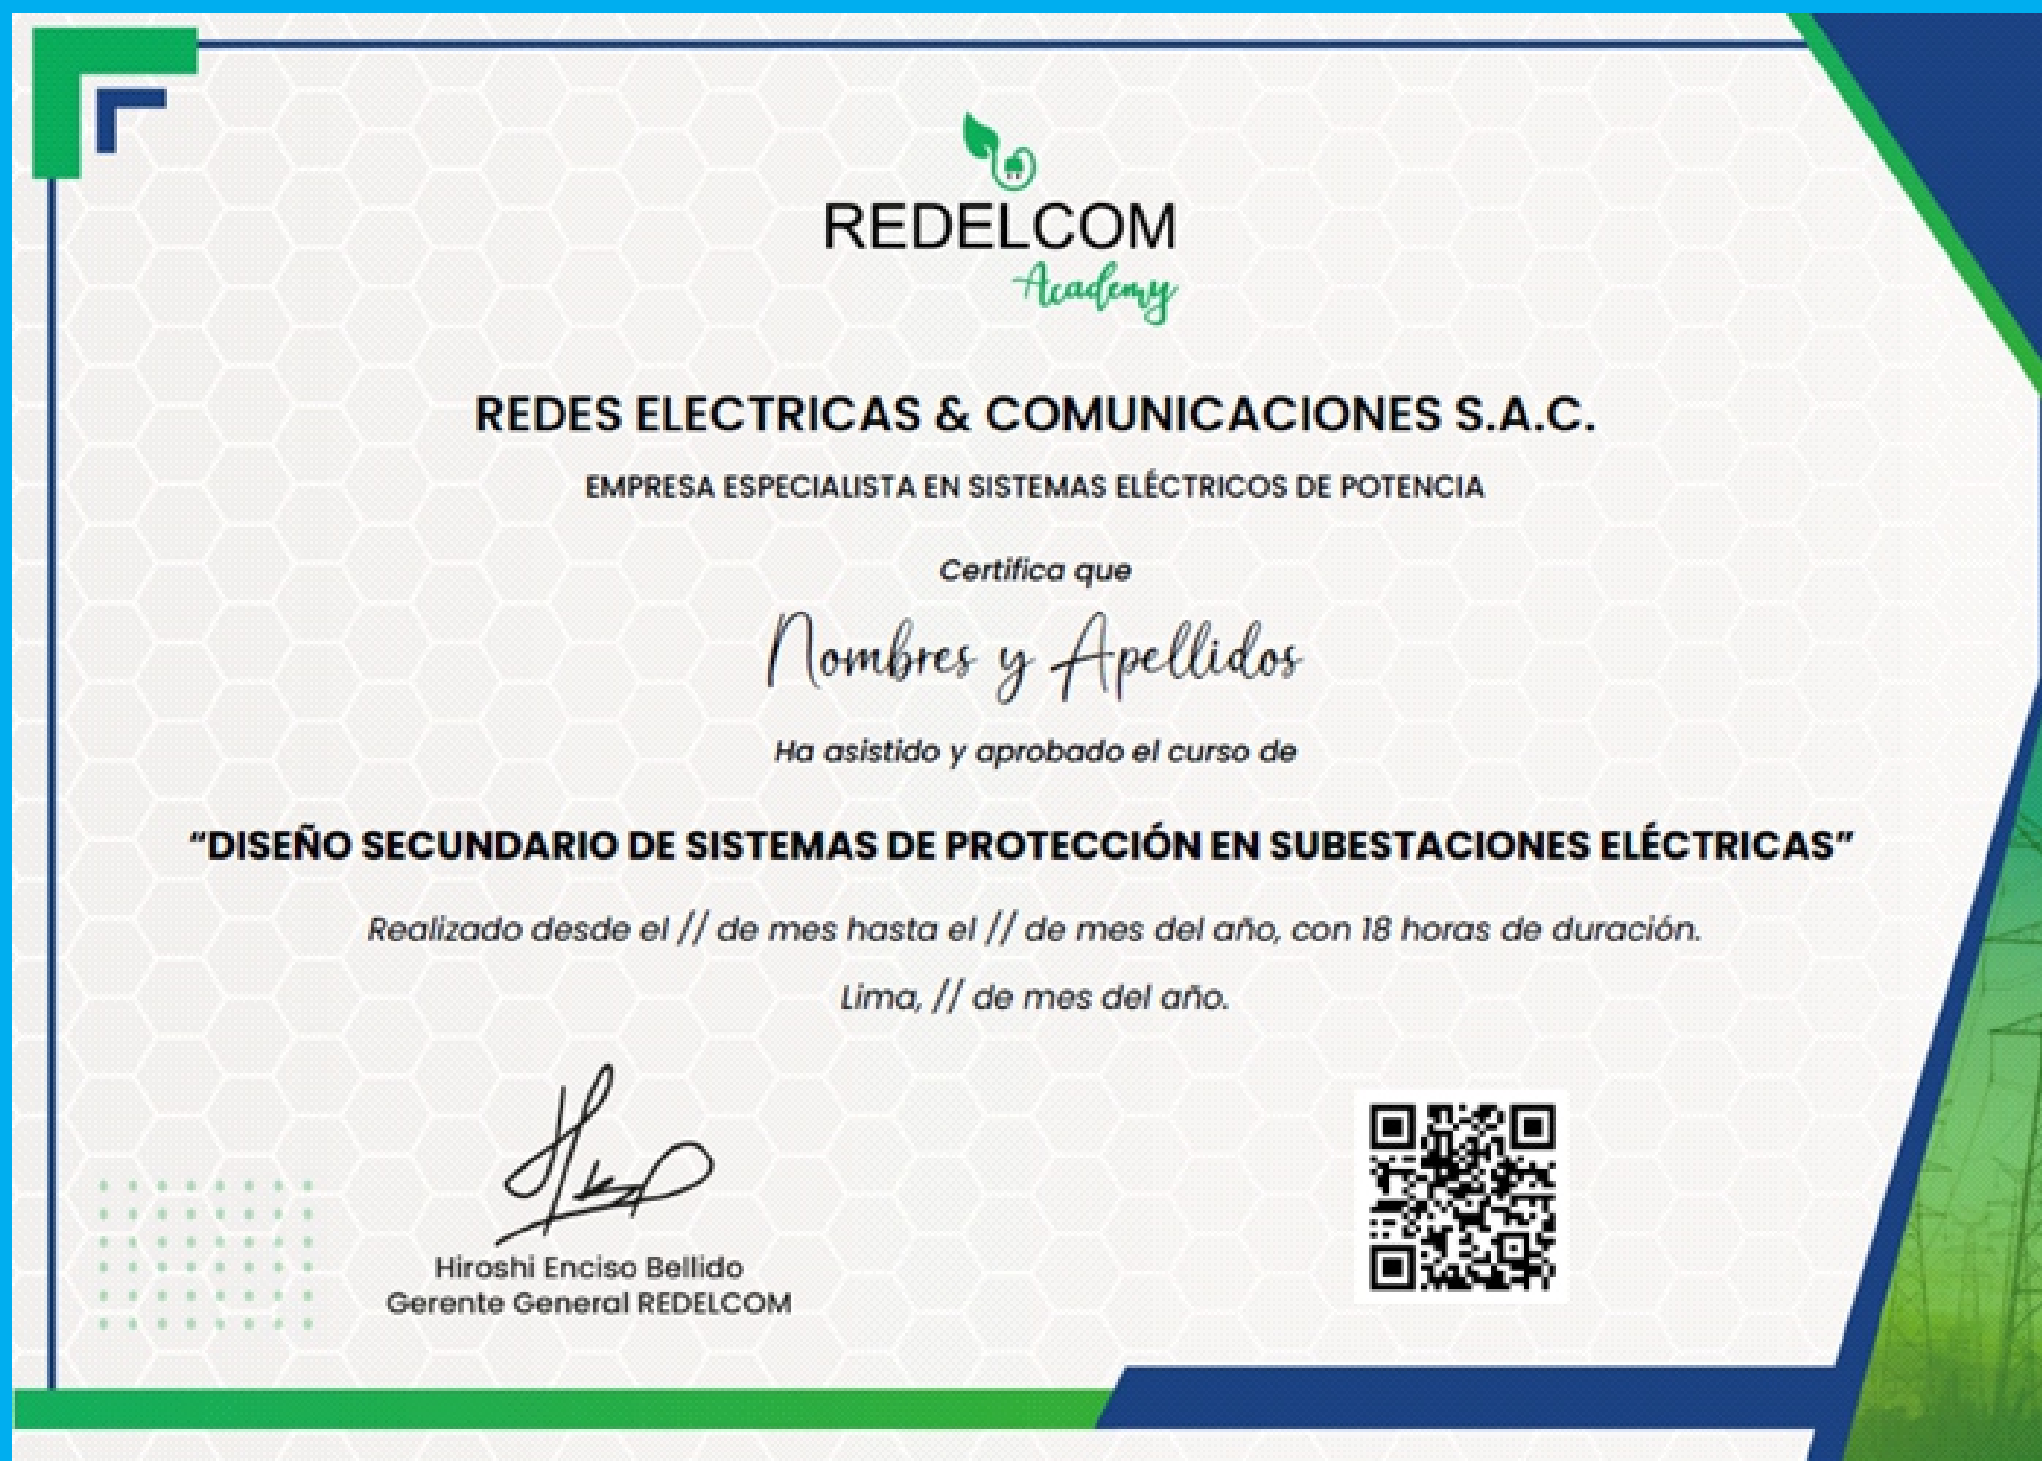 REDELCOM
Academy
REDES ELECTRICAS & COMUNICACIONES S.A.C.
EMPRESA ESPECIALISTA EN SISTEMAS ELÉCTRICOS DE POTENCIA
Certifica que
Nombres y Apellidos
Ha asistido y aprobado el curso de
“DISEÑO SECUNDARIO DE SISTEMAS DE PROTECCIÓN EN SUBESTACIONES ELÉCTRICAS”
Realizado desde el // de mes hasta el // de mes del año, con 18 horas de duración.
Lima, // de mes del año.
Hiroshi Enciso Bellido
Gerente General REDELCOM